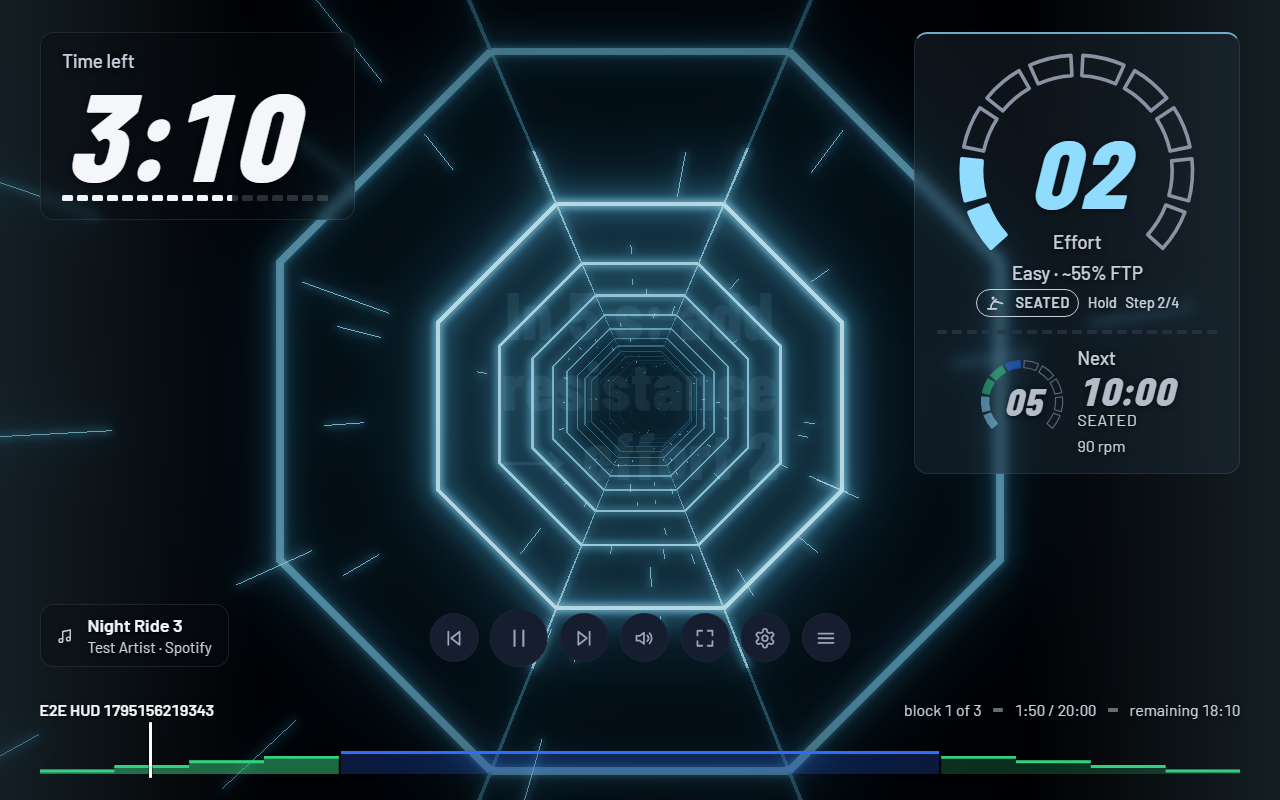 Time left
3:10
02
Effort
Easy · ~55% FTP
SEATED Hold Step 2/4
Next
05 10:00
SEATED
90 rpm
resistance
Night Ride 3
Test Artist · Spotify
E2E HUD 1795156219343
block 1 of 3 – 1:50 / 20:00 – remaining 18:10